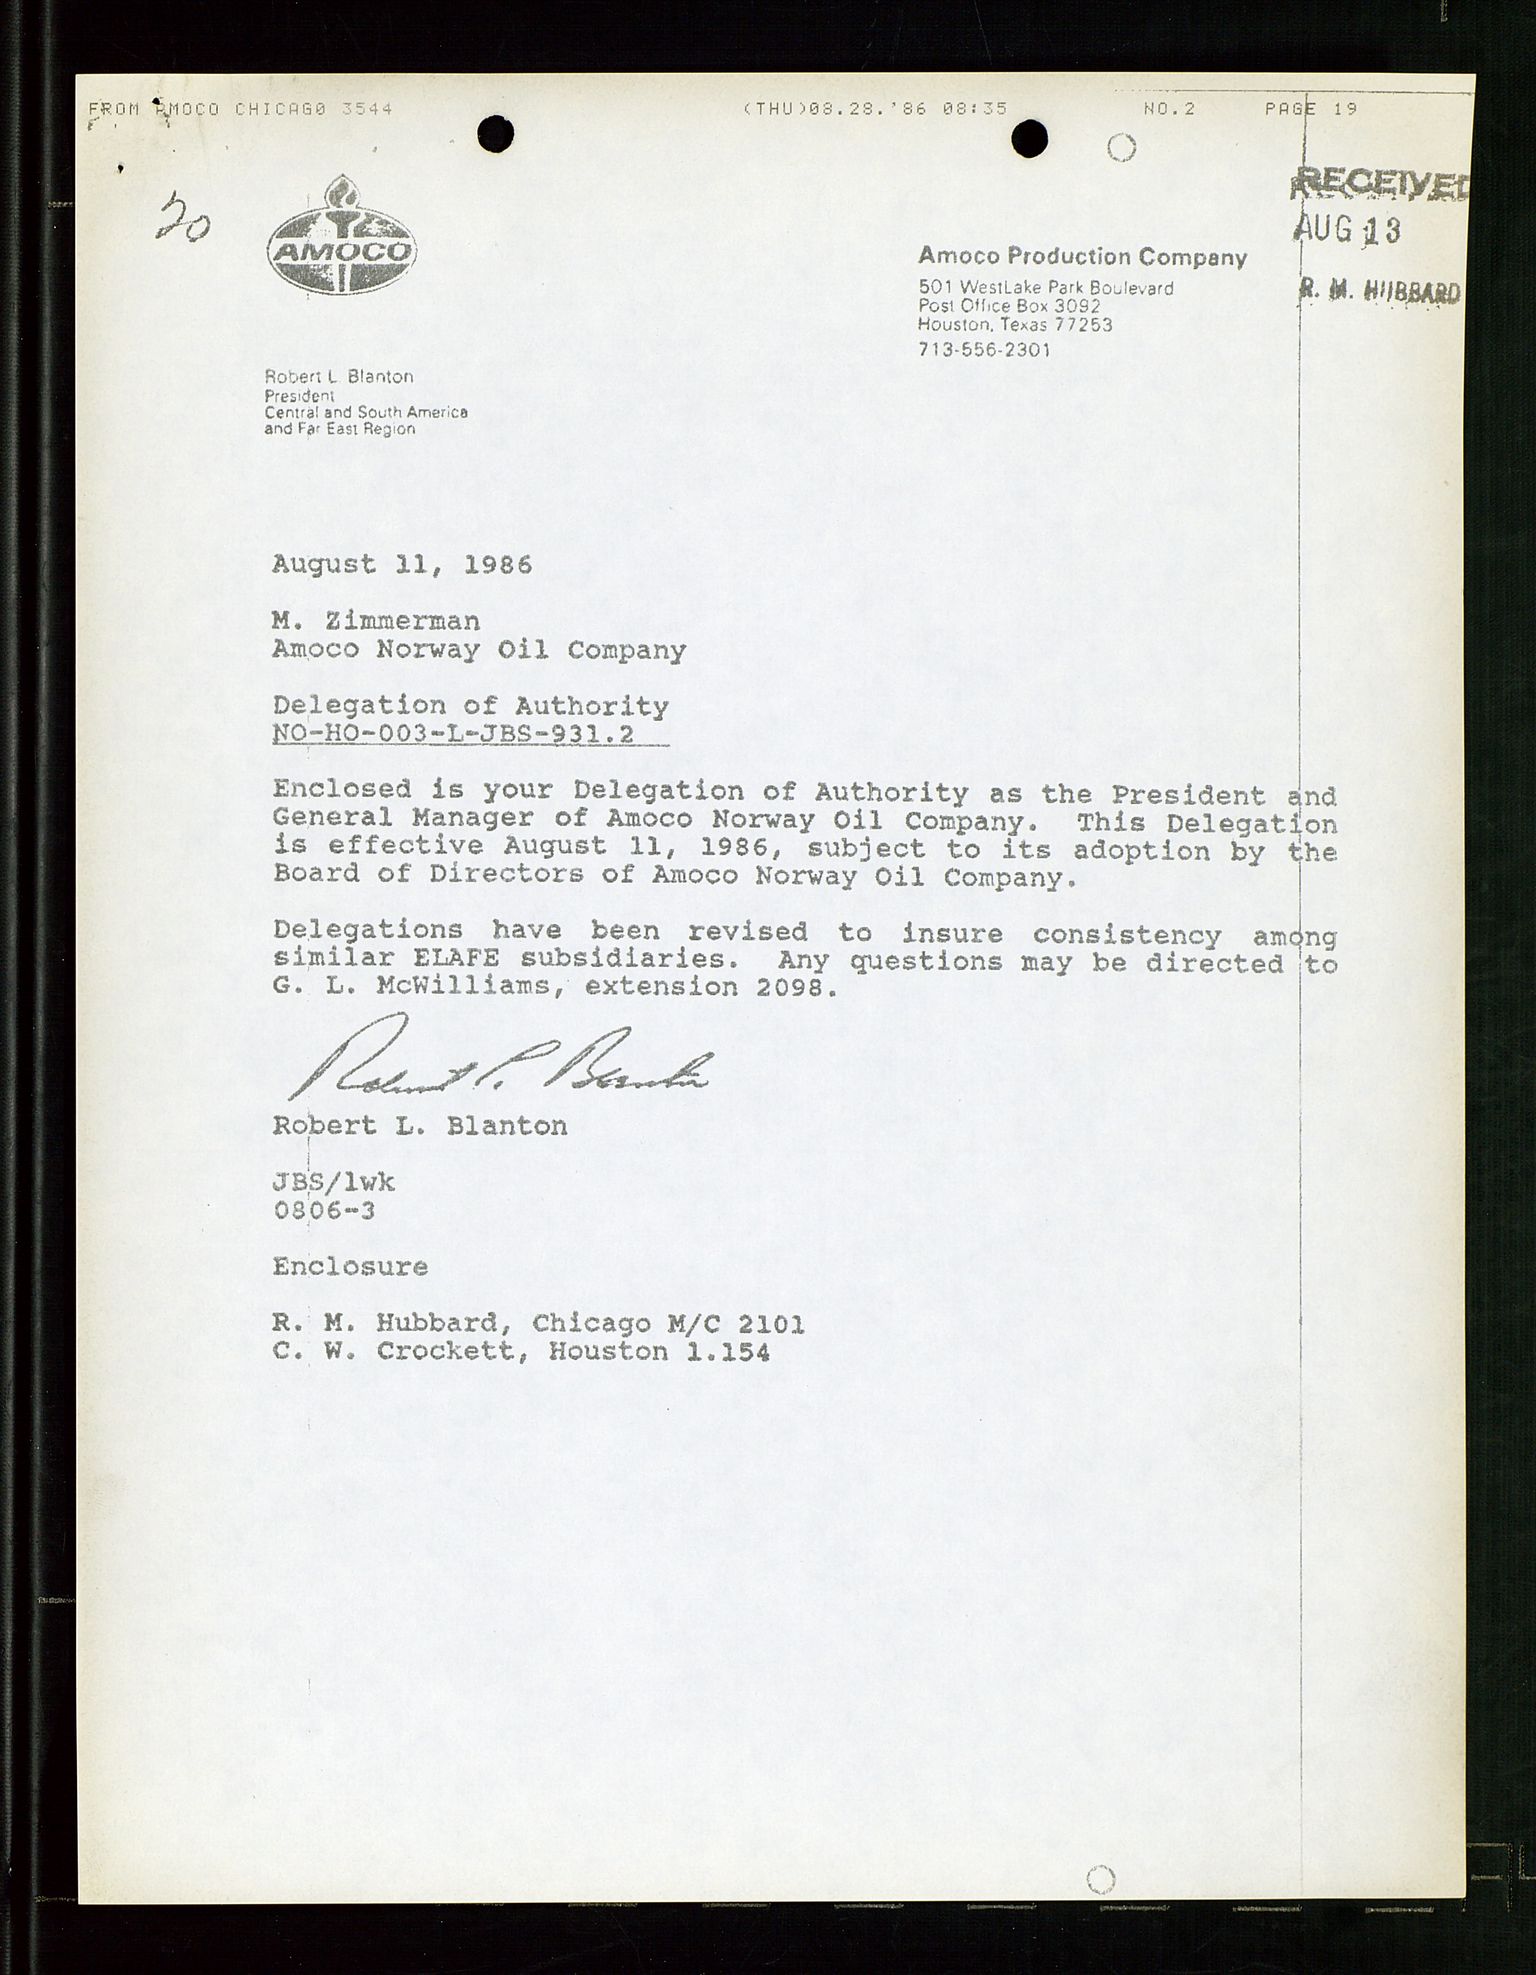 FROM AMOCO CHICAGO 3544 (THU)08.28.'86 08:35 NO.2 PAGE 19
RECEIVED
AUG 13
R. M. HUBBARD
20
AMOCO
Amoco Production Company
501 WestLake Park Boulevard
Post Office Box 3092
Houston, Texas 77253
713-556-2301
Robert L. Blanton
President
Central and South America
and Far East Region
August 11, 1986
M. Zimmerman
Amoco Norway Oil Company
Delegation of Authority
NO-HO-003-L-JBS-931.2
Enclosed is your Delegation of Authority as the President and
General Manager of Amoco Norway Oil Company. This Delegation
is effective August 11, 1986, subject to its adoption by the
Board of Directors of Amoco Norway Oil Company.
Delegations have been revised to insure consistency among
similar ELAFE subsidiaries. Any questions may be directed to
G. L. McWilliams, extension 2098.
Robert L. Blanton
Robert L. Blanton
JBS/lwk
0806-3
Enclosure
R. M. Hubbard, Chicago M/C 2101
C. W. Crockett, Houston 1.154